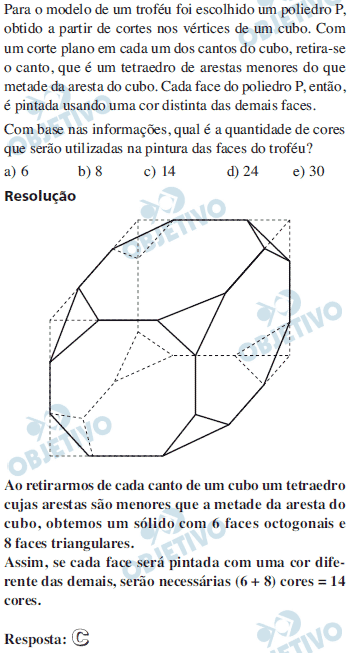 Para o modelo de um troféu foi escolhido um poliedro P,
obtido a partir de cortes nos vértices de um cubo. Com
um corte plano em cada um dos cantos do cubo, retira-se
o canto, que é um tetraedro de arestas menores do que
metade da aresta do cubo. Cada face do poliedro P, então,
é pintada usando uma cor distinta das demais faces.
Com base nas informações, qual é a quantidade de cores
que serão utilizadas na pintura das faces do troféu?
a) 6 b) 8 c) 14 d) 24 e) 30
Resolução
OBJETIVO
OBJETIVO
OBJETIVO
OBJETIVO
Ao retirarmos de cada canto de um cubo um tetraedro
cujas arestas são menores que a metade da aresta do
cubo, obtemos um sólido com 6 faces octogonais e
8 faces triangulares.
Assim, se cada face será pintada com uma cor dife-
rente das demais, serão necessárias (6 + 8) cores = 14
cores.
OBJETIVO
Resposta: C